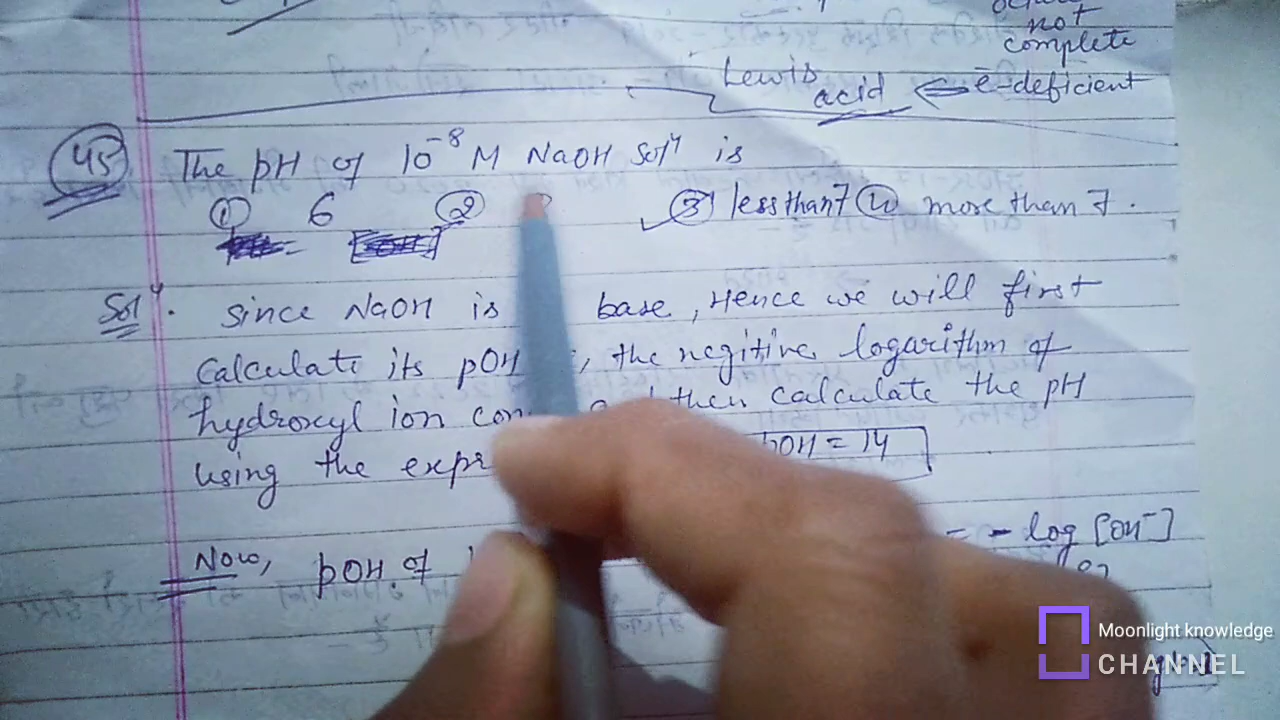 not
complete
Lewis acid ⇐ e-deficient
45 The pH of 10⁻⁸ M NaOH Solⁿ is
① 6 ② ③ less than 7 ④ more than 7.
Sol. Since NaOH is base, Hence we will first
Calculate its pOH , the negitive logarithm of
hydroxyl ion con then calculate the pH
using the expr pOH = 14
Now, pOH of = - log [OH⁻]
Moonlight knowledge
CHANNEL